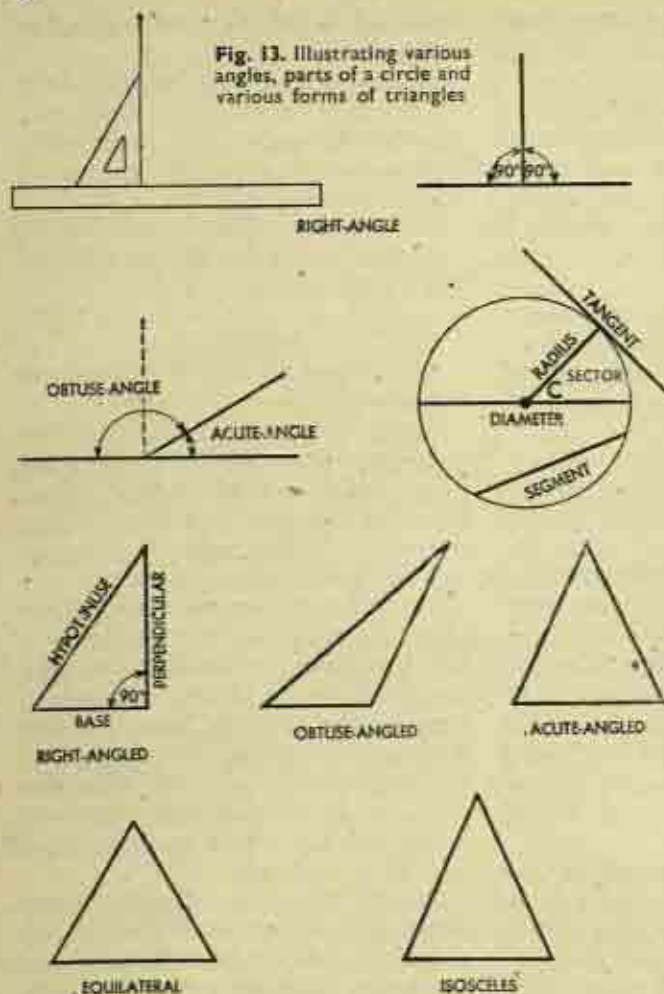 Fig. 13. Illustrating various
angles, parts of a circle and
various forms of triangles
90° 90°
RIGHT-ANGLE
OBTUSE-ANGLE
ACUTE-ANGLE
TANGENT
RADIUS
SECTOR
C
DIAMETER
SEGMENT
HYPOTENUSE
PERPENDICULAR
90°
BASE
RIGHT-ANGLED
OBTUSE-ANGLED
ACUTE-ANGLED
EQUILATERAL
ISOSCELES